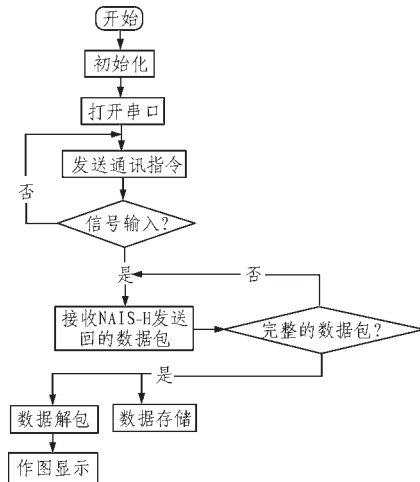 开始
初始化
打开串口
发送通讯指令
否
信号输入?
是
否
接收NAIS-H发送
回的数据包
完整的数据包?
是
数据解包
数据存储
作图显示